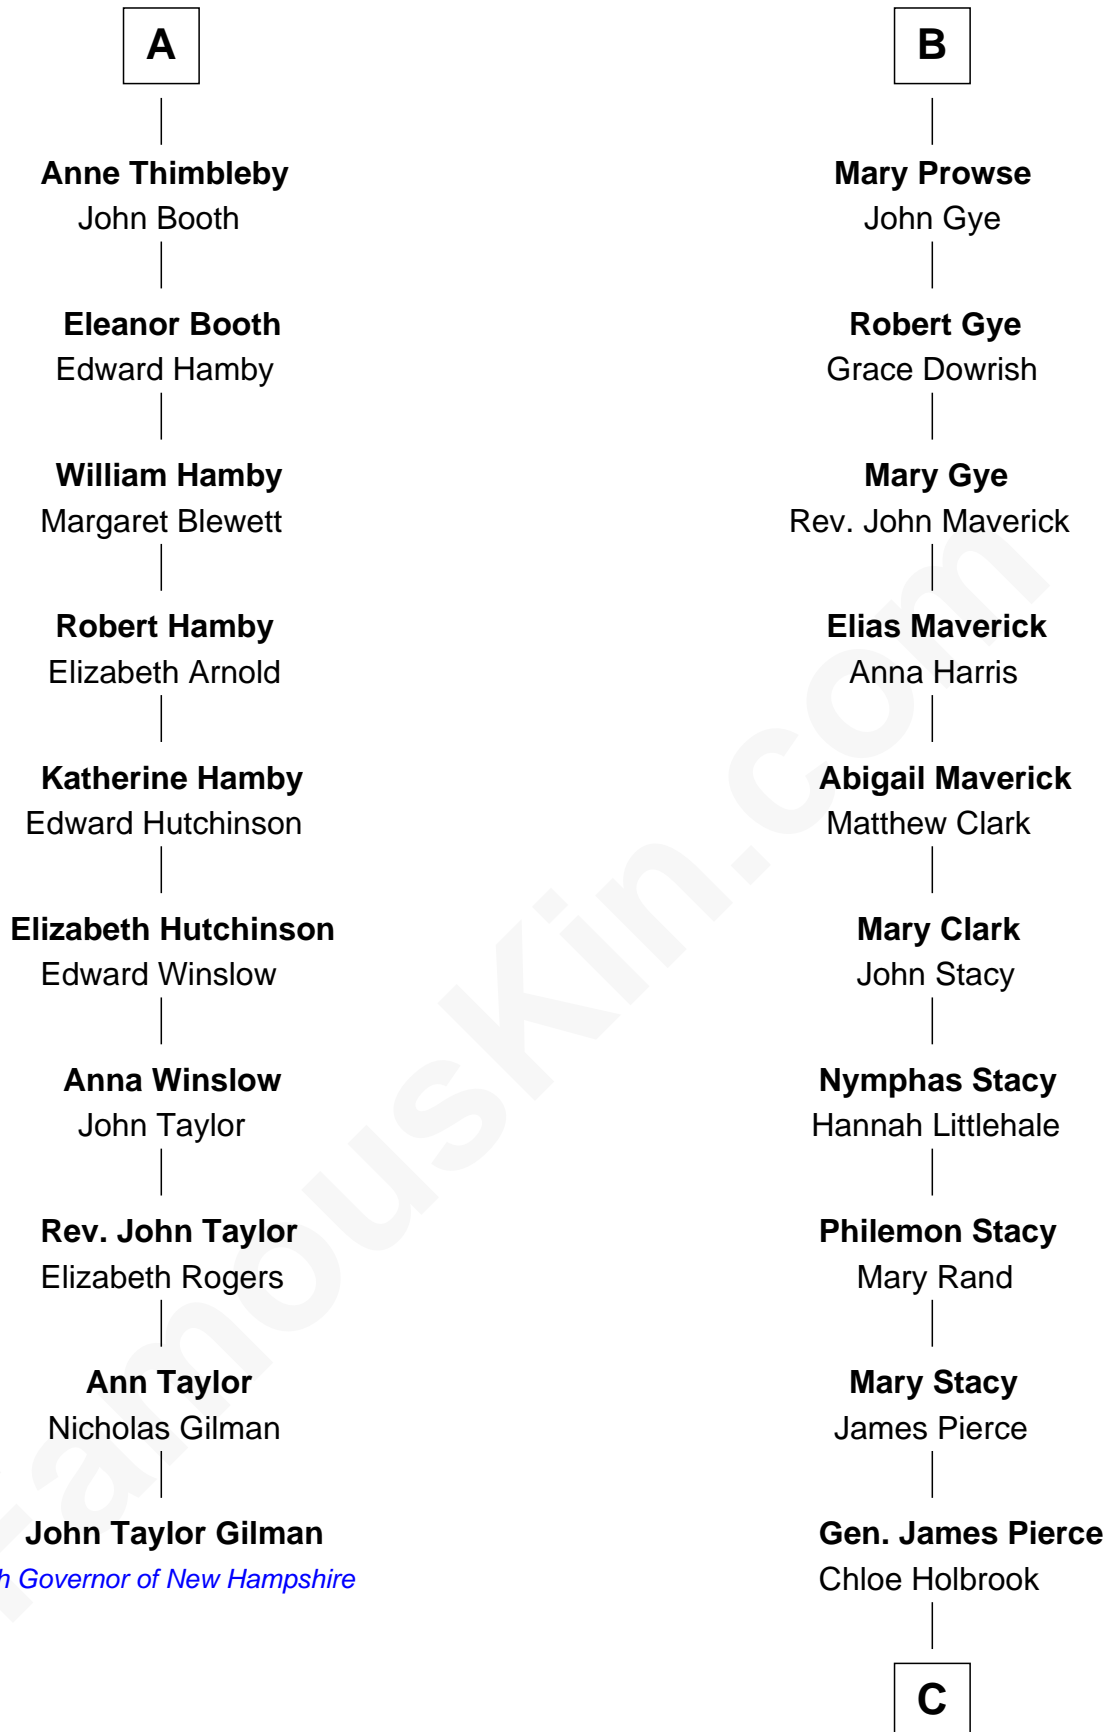 A
Anne Thimbleby
John Booth
Eleanor Booth
Edward Hamby
William Hamby
Margaret Blewett
Robert Hamby
Elizabeth Arnold
Katherine Hamby
Edward Hutchinson
Elizabeth Hutchinson
Edward Winslow
Anna Winslow
John Taylor
Rev. John Taylor
Elizabeth Rogers
Ann Taylor
Nicholas Gilman
John Taylor Gilman
h Governor of New Hampshire
B
Mary Prowse
John Gye
Robert Gye
Grace Dowrish
Mary Gye
Rev. John Maverick
Elias Maverick
Anna Harris
Abigail Maverick
Matthew Clark
Mary Clark
John Stacy
Nymphas Stacy
Hannah Littlehale
Philemon Stacy
Mary Rand
Mary Stacy
James Pierce
Gen. James Pierce
Chloe Holbrook
C
FamousKin.com